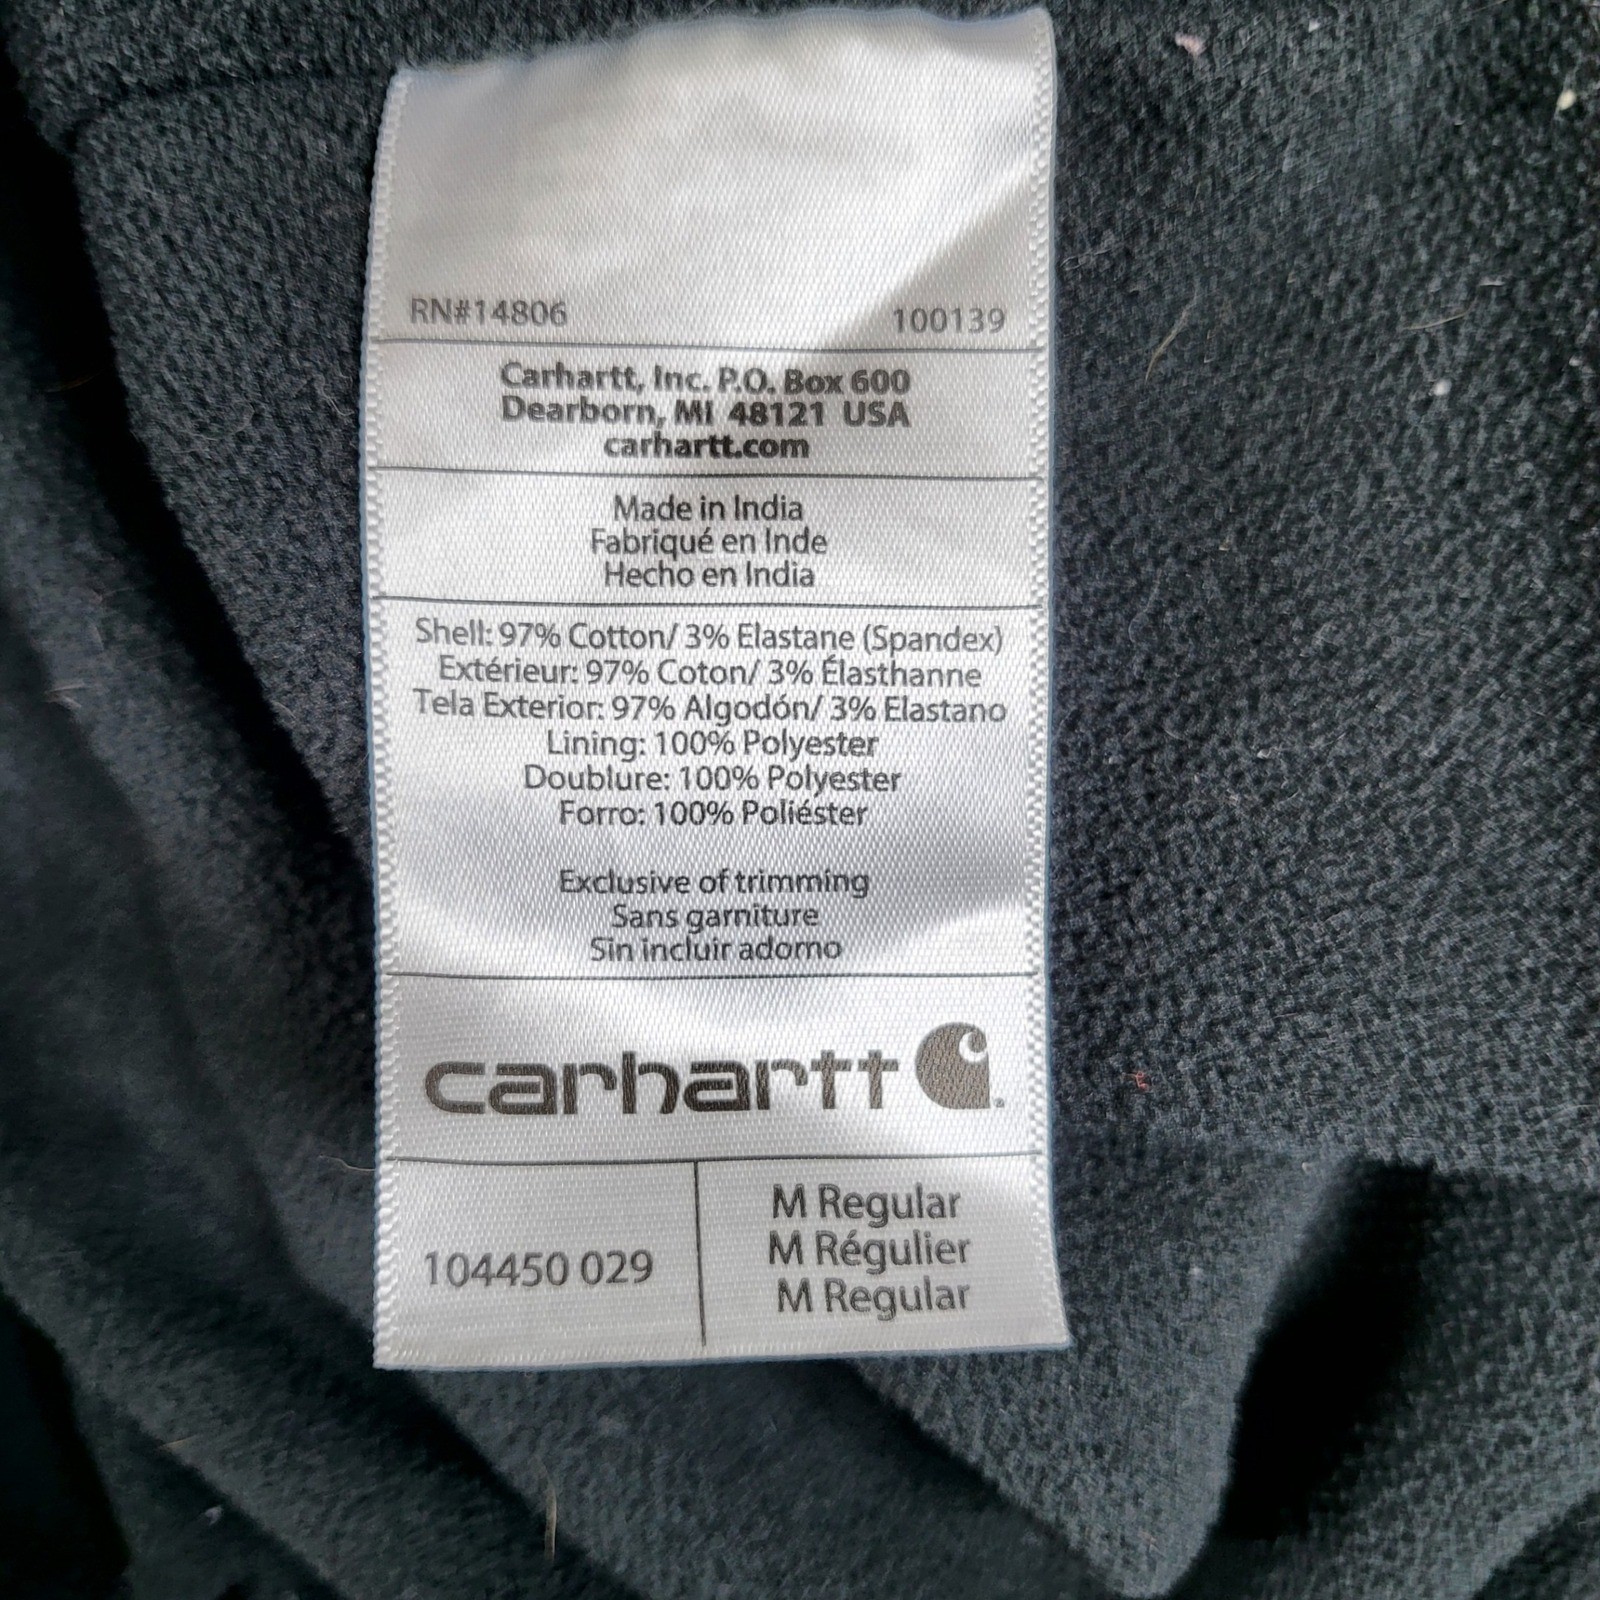 RN#14806 100139
Carhartt, Inc. P.O. Box 600
Dearborn, MI 48121 USA
carhartt.com
Made in India
Fabriqué en Inde
Hecho en India
Shell: 97% Cotton/ 3% Elastane (Spandex)
Extérieur: 97% Coton/ 3% Élasthanne
Tela Exterior: 97% Algodón/ 3% Elastano
Lining: 100% Polyester
Doublure: 100% Polyester
Forro: 100% Poliéster
Exclusive of trimming
Sans garniture
Sin incluir adorno
carhartt
104450 029
M Regular
M Régulier
M Regular